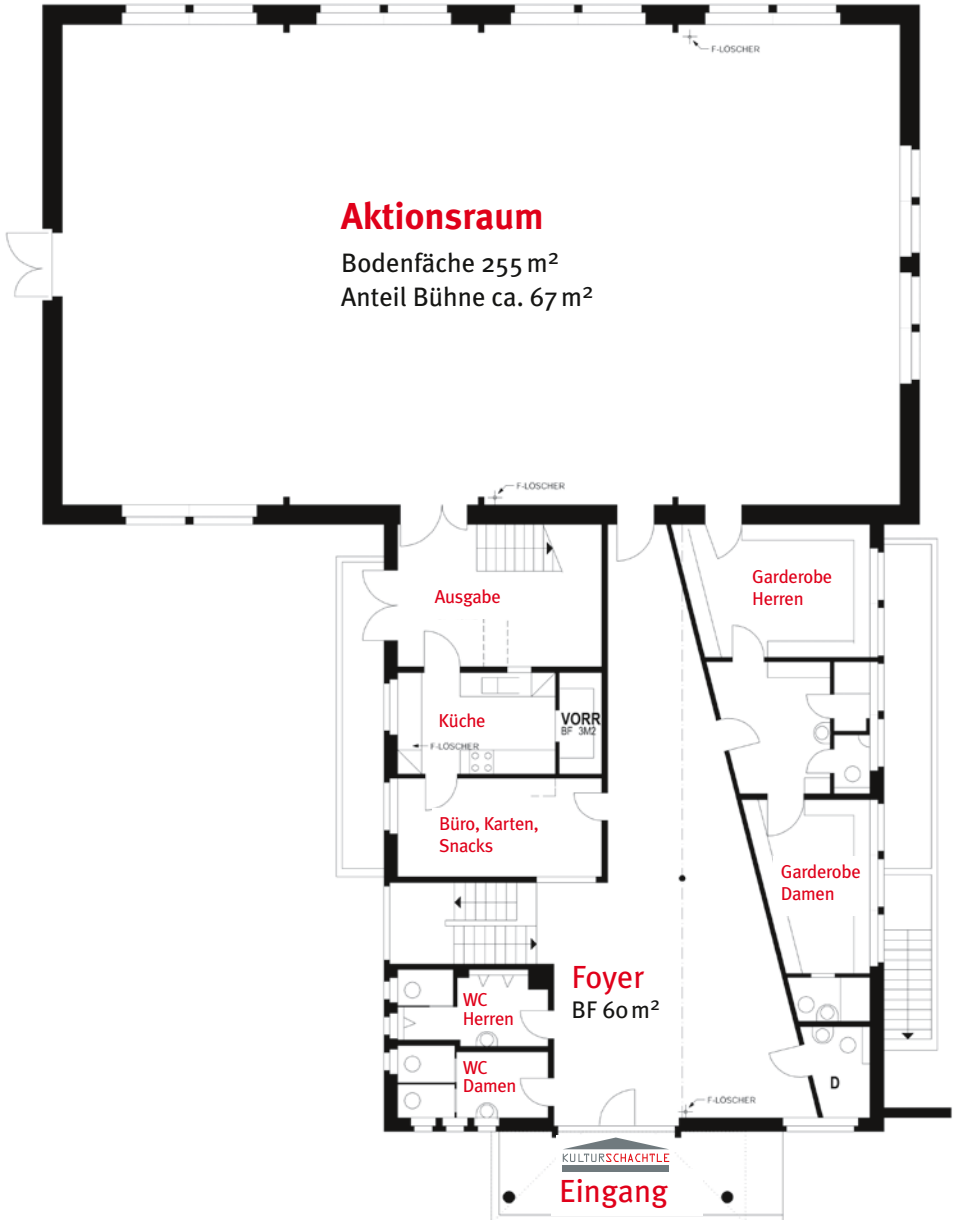 F-LÖSCHER
Aktionsraum
Bodenfäche 255 m²
Anteil Bühne ca. 67 m²
F-LÖSCHER
Ausgabe
Garderobe
Herren
Küche
VORR
BF 3M2
F-LÖSCHER
Büro, Karten,
Snacks
Garderobe
Damen
Foyer
BF 60 m²
WC
Herren
WC
Damen
D
F-LÖSCHER
KULTURSCHACHTLE
Eingang